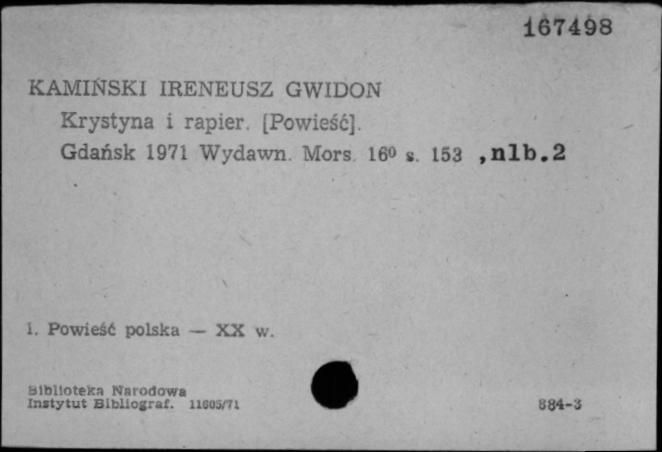 167498
KAMIŃSKI IRENEUSZ GWIDON
Krystyna i rapier. [Powieść].
Gdańsk 1971 Wydawn. Mors. 16⁰ s. 153 ,nlb.2
1. Powieść polska — XX w.
Biblioteka Narodowa
Instytut Bibliograf. 11605/71
884-3